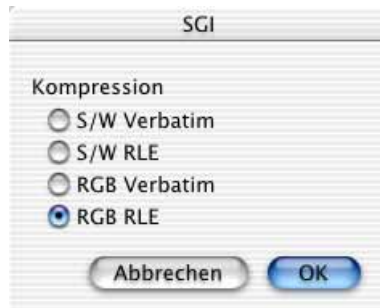 SGI
Kompression
S/W Verbatim
S/W RLE
RGB Verbatim
RGB RLE
Abbrechen OK